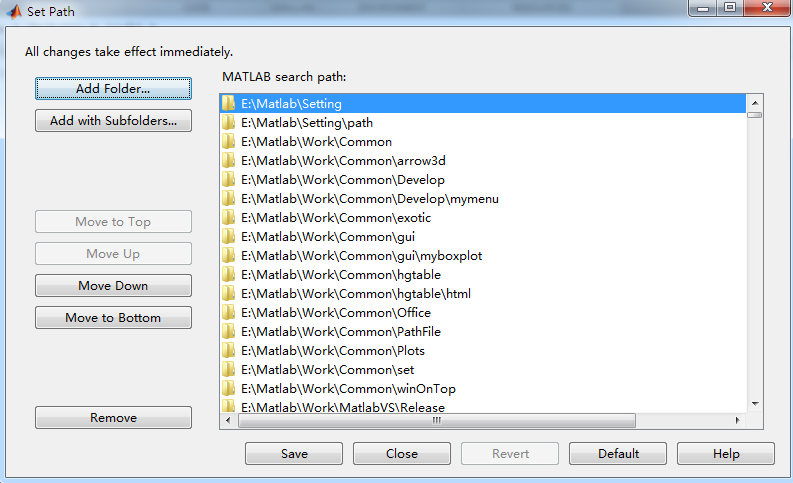 Set Path
All changes take effect immediately.
Add Folder...
Add with Subfolders...
Move to Top
Move Up
Move Down
Move to Bottom
Remove
MATLAB search path:
E:\Matlab\Setting
E:\Matlab\Setting\path
E:\Matlab\Work\Common
E:\Matlab\Work\Common\arrow3d
E:\Matlab\Work\Common\Develop
E:\Matlab\Work\Common\Develop\mymenu
E:\Matlab\Work\Common\exotic
E:\Matlab\Work\Common\gui
E:\Matlab\Work\Common\gui\myboxplot
E:\Matlab\Work\Common\hgtable
E:\Matlab\Work\Common\hgtable\html
E:\Matlab\Work\Common\Office
E:\Matlab\Work\Common\PathFile
E:\Matlab\Work\Common\Plots
E:\Matlab\Work\Common\set
E:\Matlab\Work\Common\winOnTop
E:\Matlab\Work\MatlabVS\Release
Save
Close
Revert
Default
Help